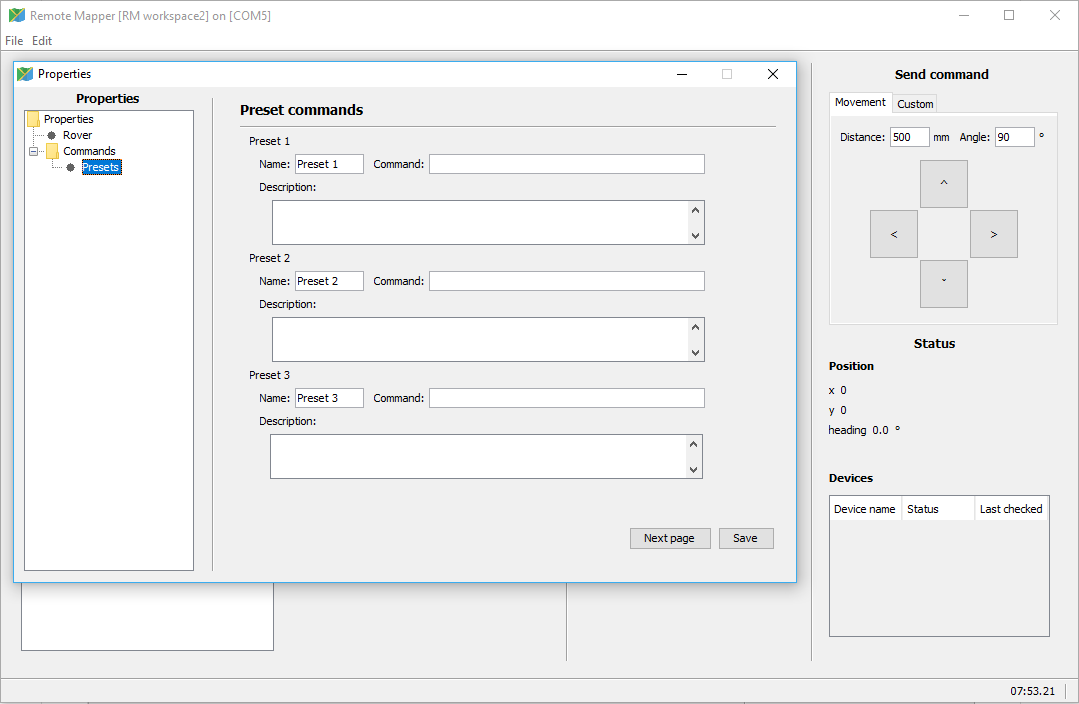 Remote Mapper [RM workspace2] on [COM5]
File Edit
Properties
Properties
Properties
Rover
Commands
Presets
Preset commands
Preset 1
Name: Preset 1 Command:
Description:
Preset 2
Name: Preset 2 Command:
Description:
Preset 3
Name: Preset 3 Command:
Description:
Next page Save
Send command
Movement Custom
Distance: 500 mm Angle: 90 °
^
< >
ˇ
Status
Position
x 0
y 0
heading 0.0 °
Devices
Device name Status Last checked
07:53.21